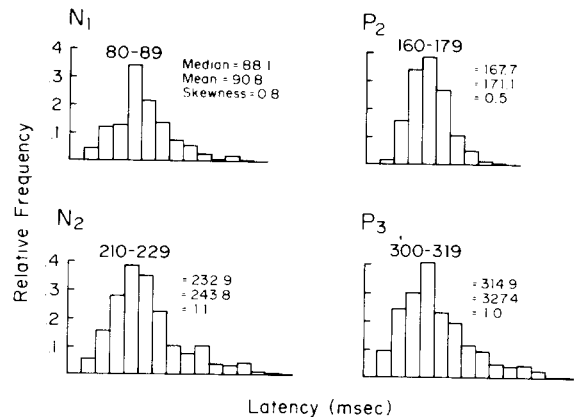 N1
80-89
Median = 88.1
Mean = 90.8
Skewness = 0.8
.4
.3
.2
.1
P2
160-179
= 167.7
= 171.1
= 0.5
Relative Frequency
N2
210-229
= 232.9
= 243.8
= 1.1
.4
.3
.2
.1
P3
300-319
= 314.9
= 327.4
= 1.0
Latency (msec)